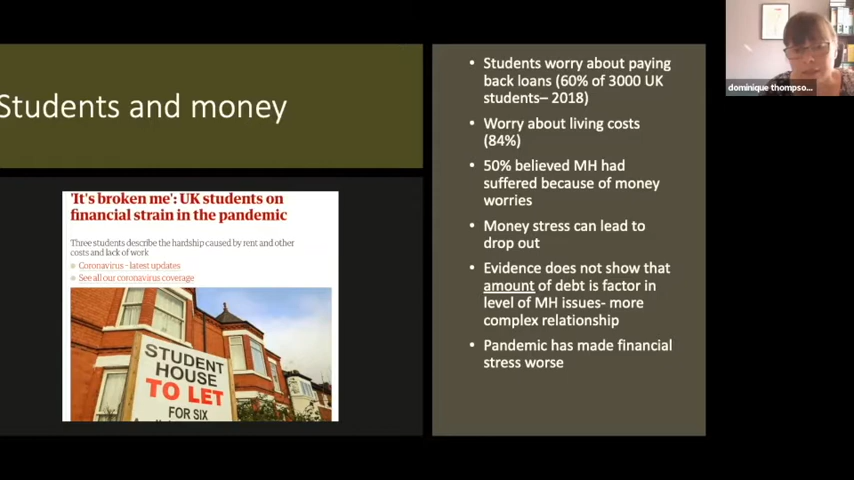 Students and money
'It's broken me': UK students on
financial strain in the pandemic
Three students describe the hardship caused by rent and other
costs and lack of work
Coronavirus - latest updates
See all our coronavirus coverage
STUDENT
HOUSE
TO LET
FOR SIX
• Students worry about paying
back loans (60% of 3000 UK
students– 2018)
• Worry about living costs
(84%)
• 50% believed MH had
suffered because of money
worries
• Money stress can lead to
drop out
• Evidence does not show that
amount of debt is factor in
level of MH issues- more
complex relationship
• Pandemic has made financial
stress worse
dominique thompso...